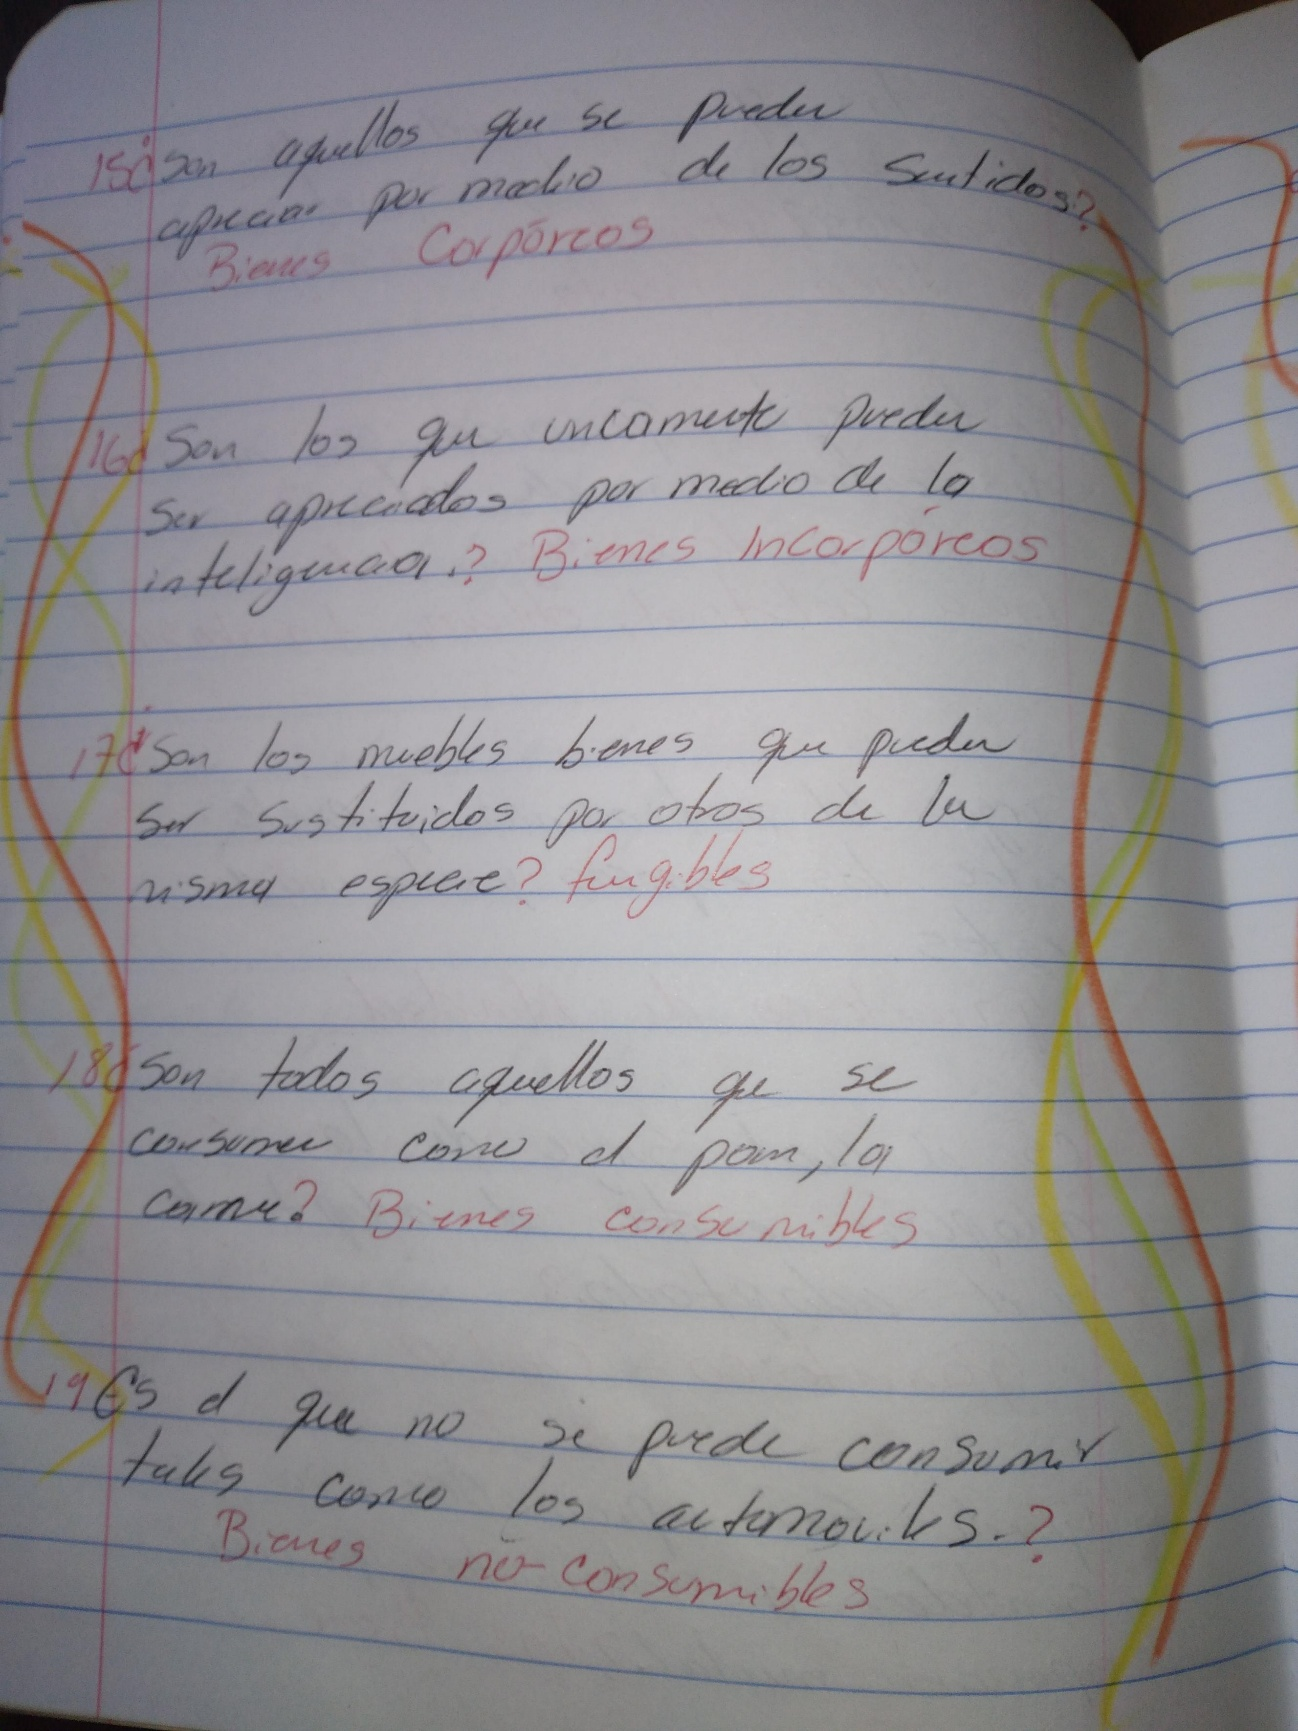 15¿Son aquellos que se pueden
apreciar por medio de los Sentidos?
Bienes Corpóreos
16¿Son los que unicamente pueden
ser apreciados por medio de la
inteligencia.? Bienes Incorpóreos
17¿Son los muebles bienes que pueden
ser sustituidos por otros de la
misma especie? fungibles
18¿Son todos aquellos que se
consumen como el pan, la
carne? Bienes consumibles
19¿Es el que no se puede consumir
tales como los automoviles.?
Bienes no-consumibles